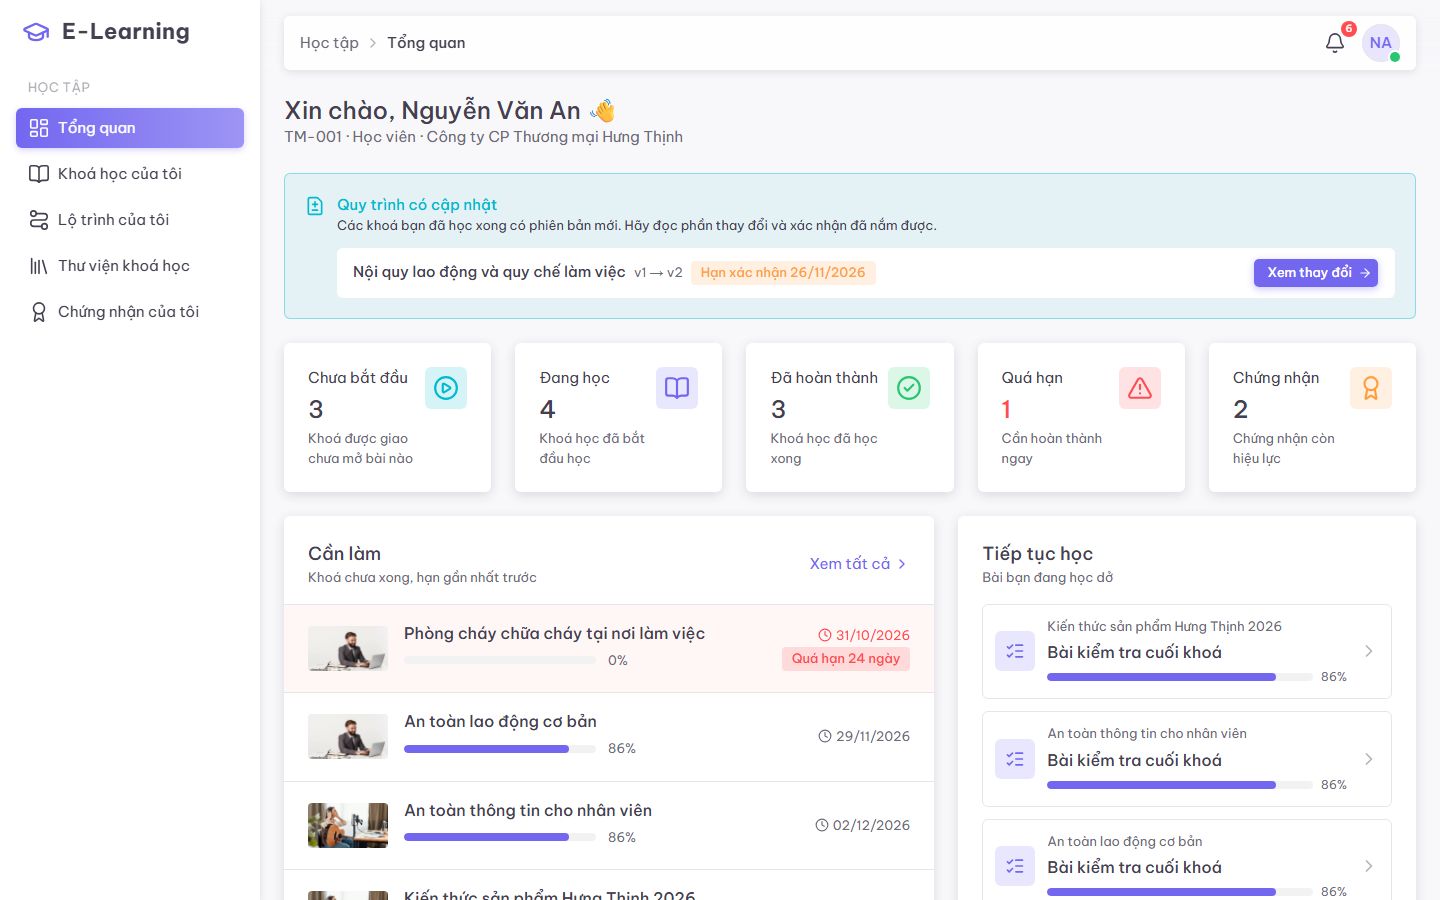 E-Learning
HỌC TẬP
Tổng quan
Khoá học của tôi
Lộ trình của tôi
Thư viện khoá học
Chứng nhận của tôi
Học tập > Tổng quan
6
NA
Xin chào, Nguyễn Văn An 👋
TM-001 · Học viên · Công ty CP Thương mại Hưng Thịnh
Quy trình có cập nhật
Các khoá bạn đã học xong có phiên bản mới. Hãy đọc phần thay đổi và xác nhận đã nắm được.
Nội quy lao động và quy chế làm việc v1 → v2 Hạn xác nhận 26/11/2026
Xem thay đổi →
Chưa bắt đầu
3
Khoá được giao
chưa mở bài nào
Đang học
4
Khoá học đã bắt
đầu học
Đã hoàn thành
3
Khoá học đã học
xong
Quá hạn
1
Cần hoàn thành
ngay
Chứng nhận
2
Chứng nhận còn
hiệu lực
Cần làm
Khoá chưa xong, hạn gần nhất trước
Xem tất cả >
Phòng cháy chữa cháy tại nơi làm việc
0%
31/10/2026
Quá hạn 24 ngày
An toàn lao động cơ bản
86%
29/11/2026
An toàn thông tin cho nhân viên
86%
02/12/2026
Kiến thức sản phẩm Hưng Thịnh 2026
Tiếp tục học
Bài bạn đang học dở
Kiến thức sản phẩm Hưng Thịnh 2026
Bài kiểm tra cuối khoá
86%
An toàn thông tin cho nhân viên
Bài kiểm tra cuối khoá
86%
An toàn lao động cơ bản
Bài kiểm tra cuối khoá
86%